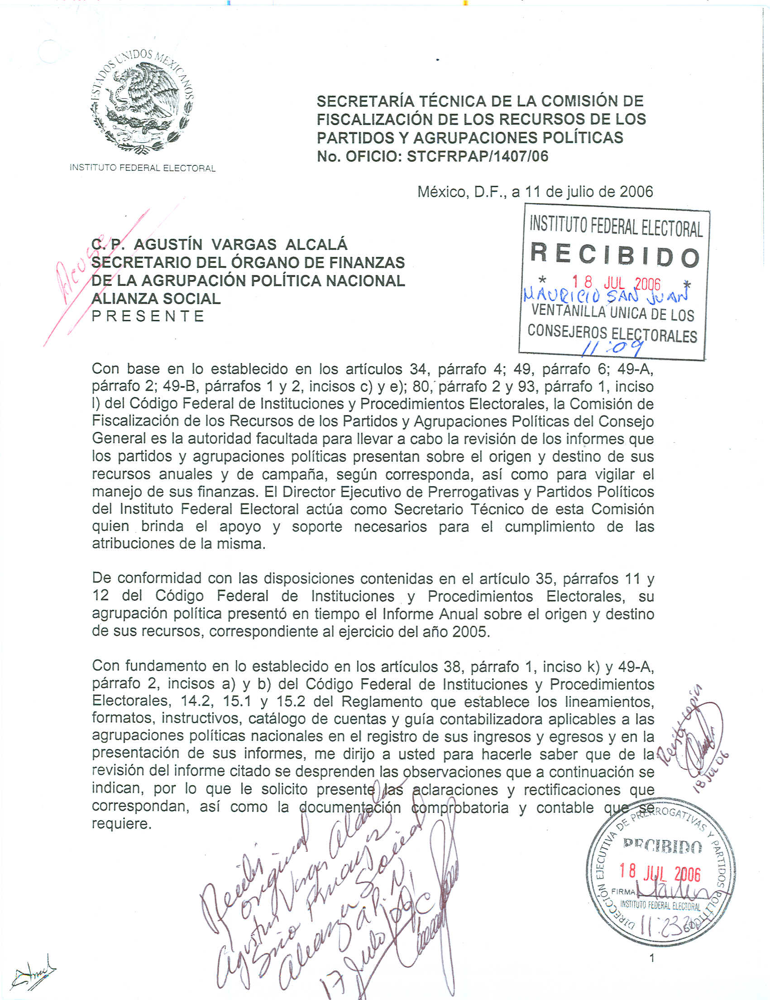 ESTADOS UNIDOS MEXICANOS
INSTITUTO FEDERAL ELECTORAL
SECRETARÍA TÉCNICA DE LA COMISIÓN DE
FISCALIZACIÓN DE LOS RECURSOS DE LOS
PARTIDOS Y AGRUPACIONES POLÍTICAS
No. OFICIO: STCFRPAP/1407/06
México, D.F., a 11 de julio de 2006
INSTITUTO FEDERAL ELECTORAL
RECIBIDO
* 18 JUL 2006 *
MAURICIO SAN JUAN
VENTANILLA UNICA DE LOS
CONSEJEROS ELECTORALES
11:09
Acuse
C. P. AGUSTÍN VARGAS ALCALÁ
SECRETARIO DEL ÓRGANO DE FINANZAS
DE LA AGRUPACIÓN POLÍTICA NACIONAL
ALIANZA SOCIAL
P R E S E N T E
Con base en lo establecido en los artículos 34, párrafo 4; 49, párrafo 6; 49-A,
párrafo 2; 49-B, párrafos 1 y 2, incisos c) y e); 80, párrafo 2 y 93, párrafo 1, inciso
l) del Código Federal de Instituciones y Procedimientos Electorales, la Comisión de
Fiscalización de los Recursos de los Partidos y Agrupaciones Políticas del Consejo
General es la autoridad facultada para llevar a cabo la revisión de los informes que
los partidos y agrupaciones políticas presentan sobre el origen y destino de sus
recursos anuales y de campaña, según corresponda, así como para vigilar el
manejo de sus finanzas. El Director Ejecutivo de Prerrogativas y Partidos Políticos
del Instituto Federal Electoral actúa como Secretario Técnico de esta Comisión
quien brinda el apoyo y soporte necesarios para el cumplimiento de las
atribuciones de la misma.
De conformidad con las disposiciones contenidas en el artículo 35, párrafos 11 y
12 del Código Federal de Instituciones y Procedimientos Electorales, su
agrupación política presentó en tiempo el Informe Anual sobre el origen y destino
de sus recursos, correspondiente al ejercicio del año 2005.
Con fundamento en lo establecido en los artículos 38, párrafo 1, inciso k) y 49-A,
párrafo 2, incisos a) y b) del Código Federal de Instituciones y Procedimientos
Electorales, 14.2, 15.1 y 15.2 del Reglamento que establece los lineamientos,
formatos, instructivos, catálogo de cuentas y guía contabilizadora aplicables a las
agrupaciones políticas nacionales en el registro de sus ingresos y egresos y en la
presentación de sus informes, me dirijo a usted para hacerle saber que de la
revisión del informe citado se desprenden las observaciones que a continuación se
indican, por lo que le solicito presente las aclaraciones y rectificaciones que
correspondan, así como la documentación comprobatoria y contable que se
requiere.
Recibí copia
18 JUL 06
Recibí
original
Agustín Vargas Alcala
Srio Finanzas
Alianza Social
A.P.N.
17 Julio
DIRECCIÓN EJECUTIVA DE PRERROGATIVAS Y PARTIDOS POLÍTICOS
RECIBIDO
18 JUL 2006
FIRMA
INSTITUTO FEDERAL ELECTORAL
11:23
1